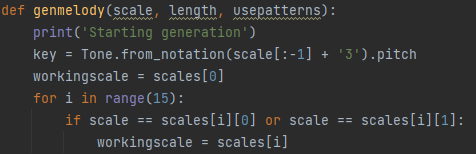 def genmelody(scale, length, usepatterns):
    print('Starting generation')
    key = Tone.from_notation(scale[:-1] + '3').pitch
    workingscale = scales[0]
    for i in range(15):
        if scale == scales[i][0] or scale == scales[i][1]:
            workingscale = scales[i]